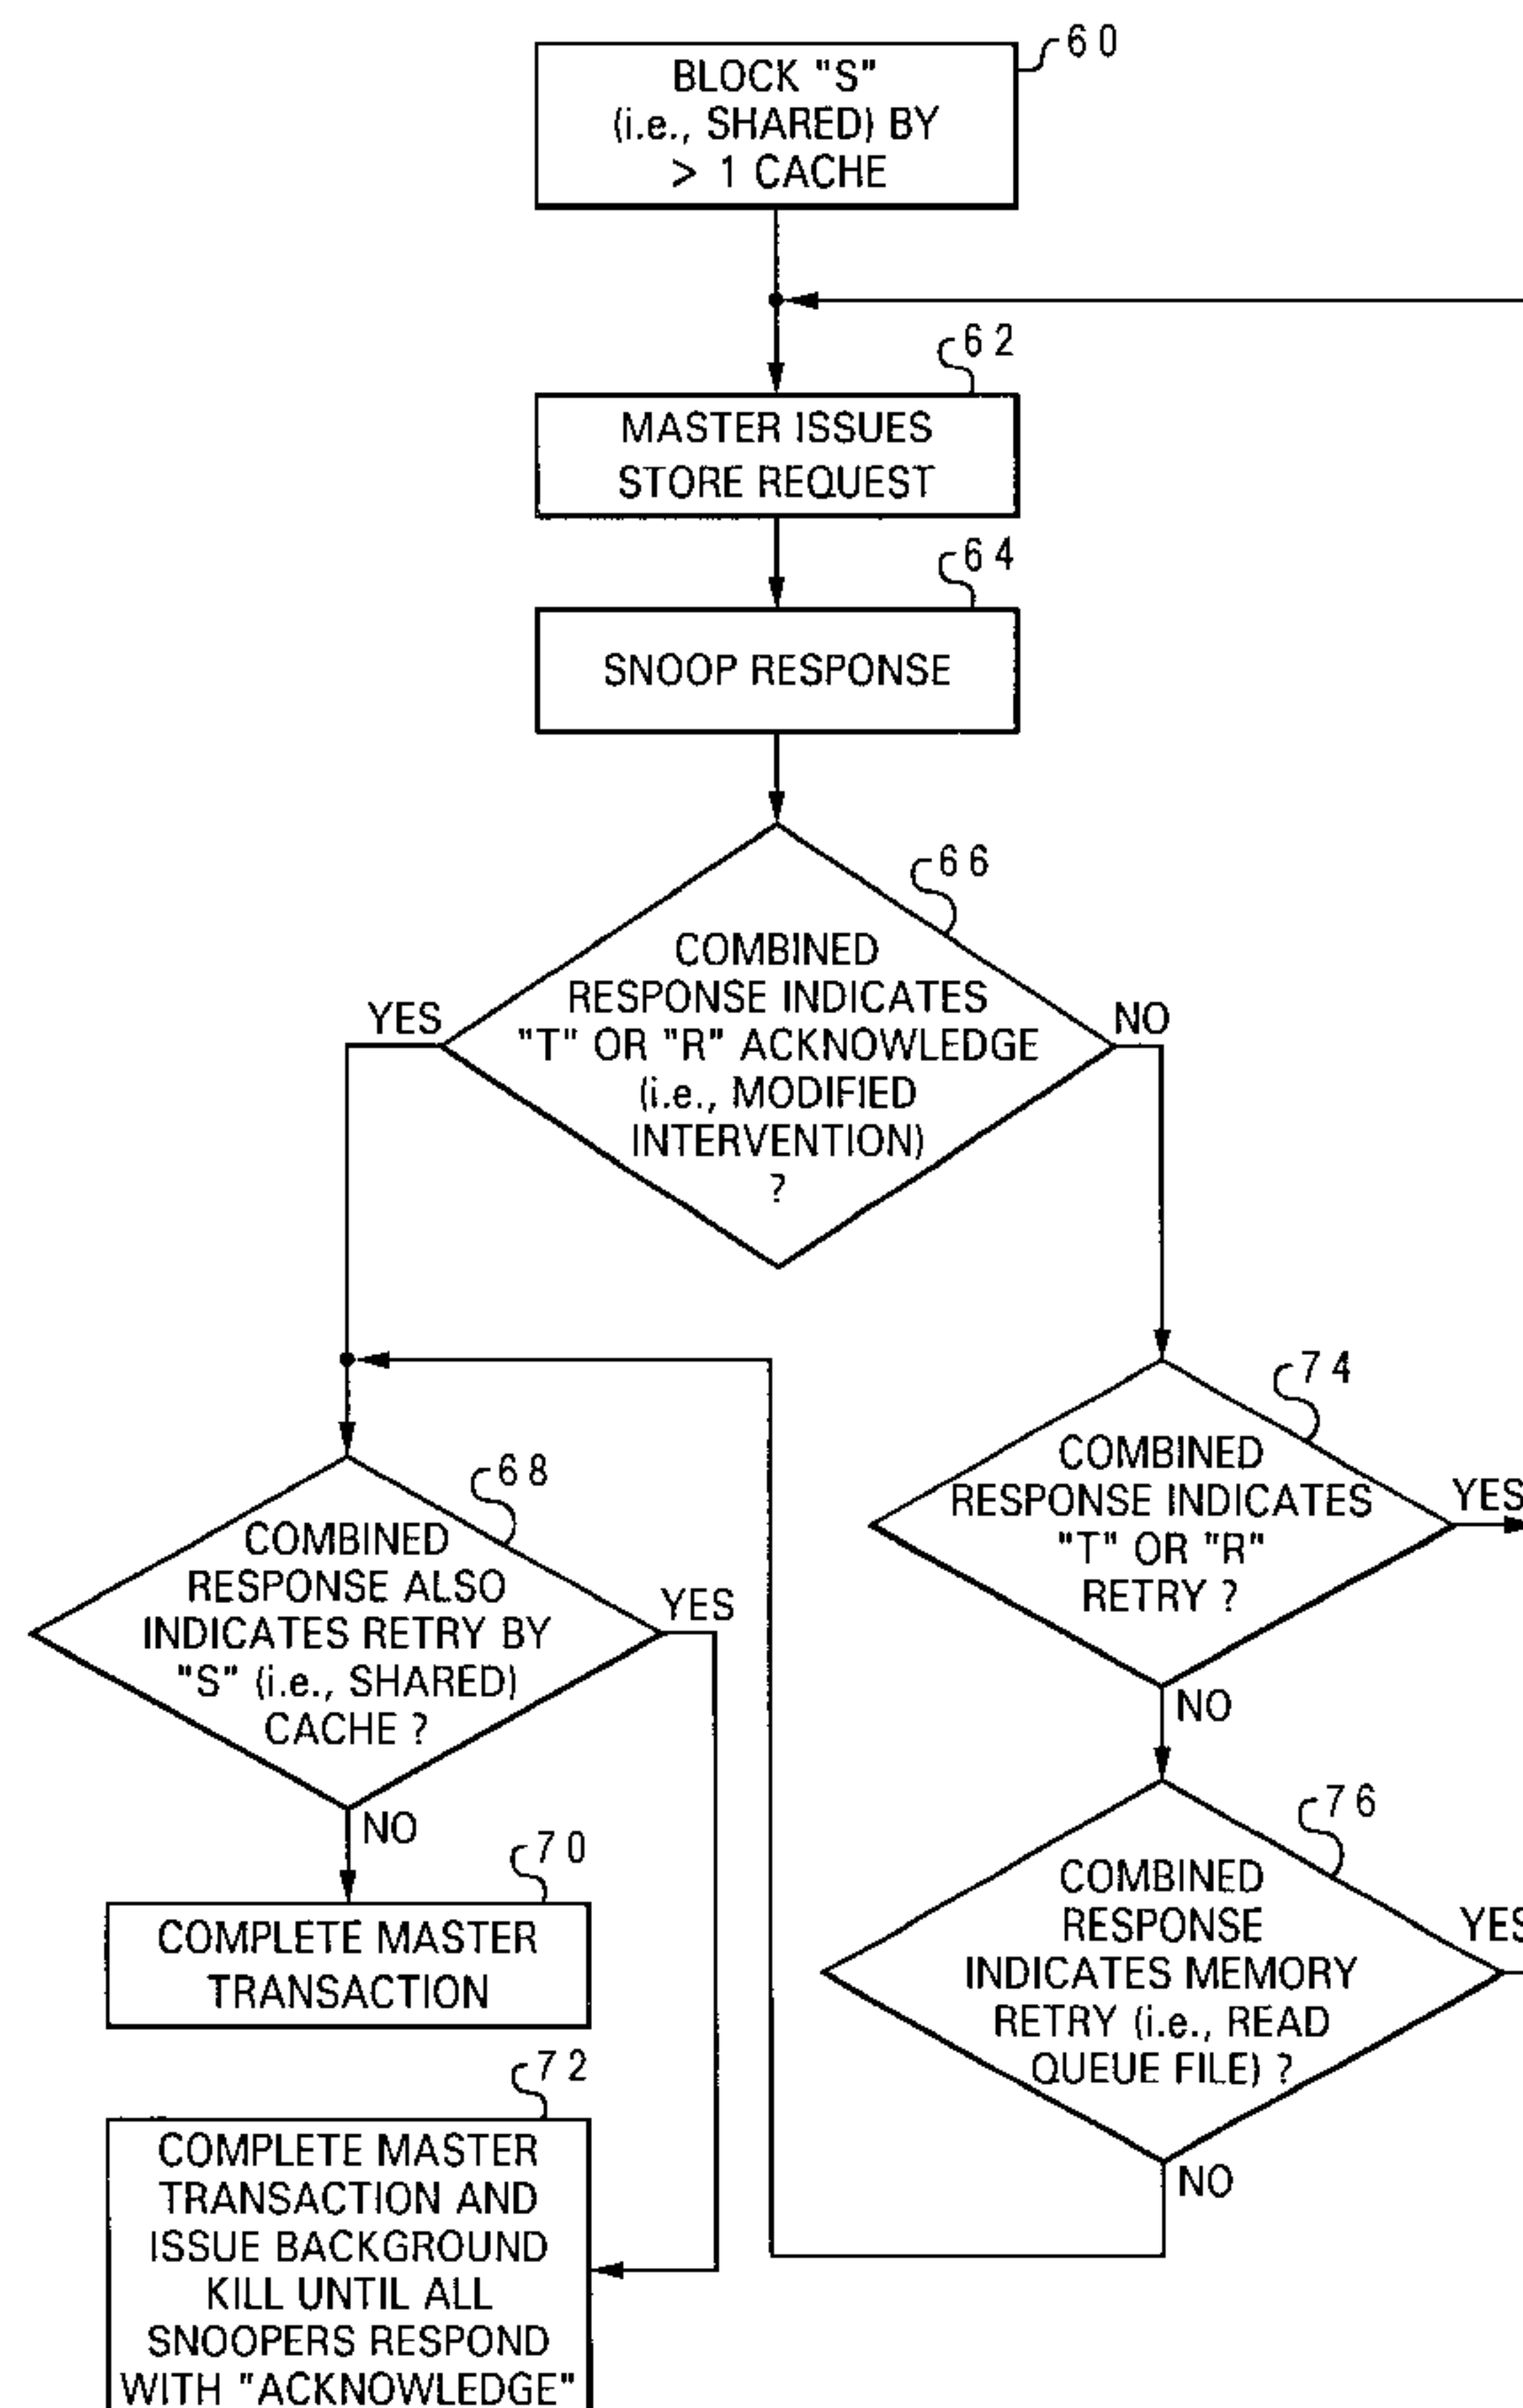 60
BLOCK "S"
(i.e., SHARED) BY
> 1 CACHE
62
MASTER ISSUES
STORE REQUEST
64
SNOOP RESPONSE
66
COMBINED
RESPONSE INDICATES
"T" OR "R" ACKNOWLEDGE
(i.e., MODIFIED
INTERVENTION)
?
YES
NO
74
COMBINED
RESPONSE INDICATES
"T" OR "R"
RETRY ?
YES
NO
68
COMBINED
RESPONSE ALSO
INDICATES RETRY BY
"S" (i.e., SHARED)
CACHE ?
YES
NO
76
COMBINED
RESPONSE
INDICATES MEMORY
RETRY (i.e., READ
QUEUE FILE) ?
YES
NO
70
COMPLETE MASTER
TRANSACTION
72
COMPLETE MASTER
TRANSACTION AND
ISSUE BACKGROUND
KILL UNTIL ALL
SNOOPERS RESPOND
WITH "ACKNOWLEDGE"